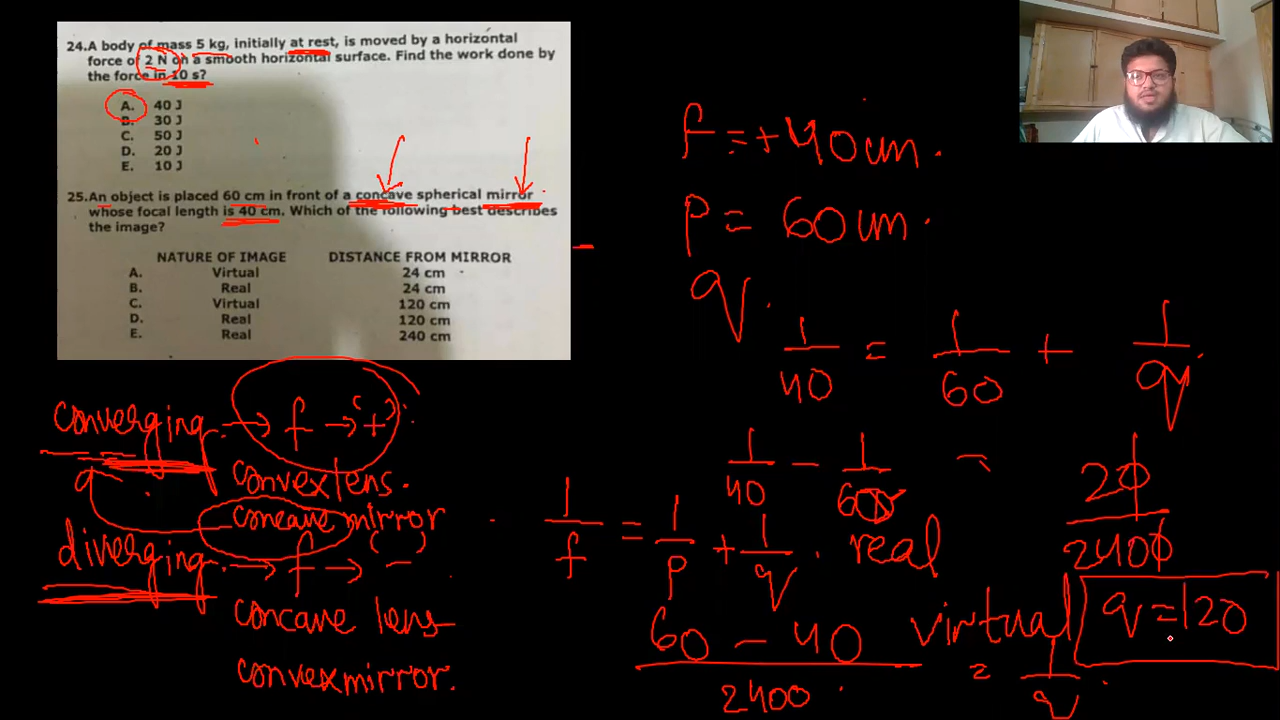 24.A body of mass 5 kg, initially at rest, is moved by a horizontal
force of 2 N on a smooth horizontal surface. Find the work done by
the force in 10 s?
A. 40 J
B. 30 J
C. 50 J
D. 20 J
E. 10 J
25.An object is placed 60 cm in front of a concave spherical mirror
whose focal length is 40 cm. Which of the following best describes
the image?
NATURE OF IMAGE DISTANCE FROM MIRROR
A. Virtual 24 cm
B. Real 24 cm
C. Virtual 120 cm
D. Real 120 cm
E. Real 240 cm
f = +40cm.
p = 60cm.
q.
1/40 = 1/60 + 1/q.
1/40 - 1/60 = 20/2400
converging. → f → '+'
convex lens.
concave mirror
diverging. → f → (-)
concave lens
convex mirror.
1/f = 1/p + 1/q. real
virtual
60 - 40 / 2400 = 1/q
q = 120